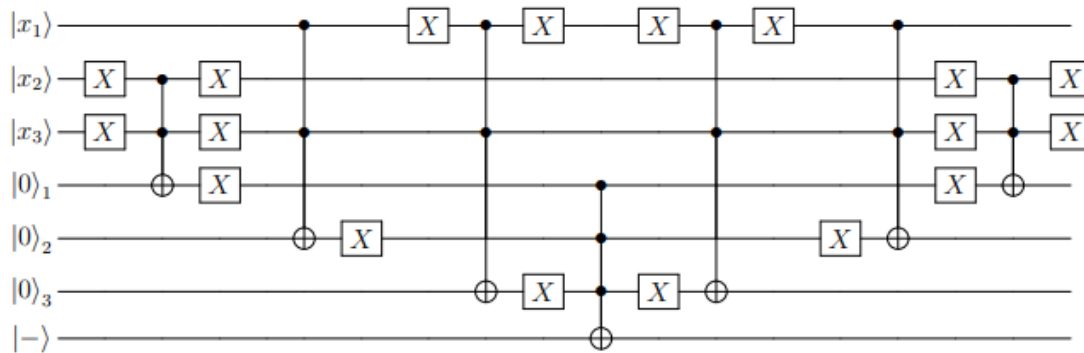 |x₁⟩ X X X X
|x₂⟩ X X X X
|x₃⟩ X X X X
|0⟩₁ X X
|0⟩₂ X X
|0⟩₃ X X
|−⟩